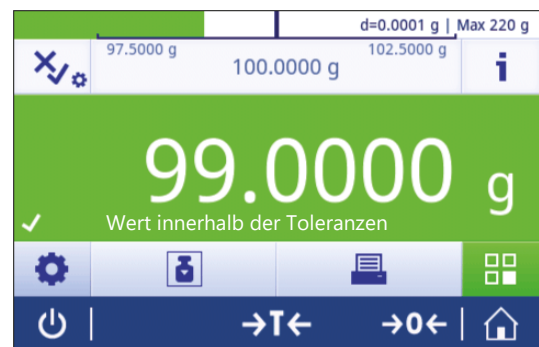 d=0.0001 g | Max 220 g
97.5000 g
100.0000 g
102.5000 g
i
99.0000 g
Wert innerhalb der Toleranzen
→T←
→0←